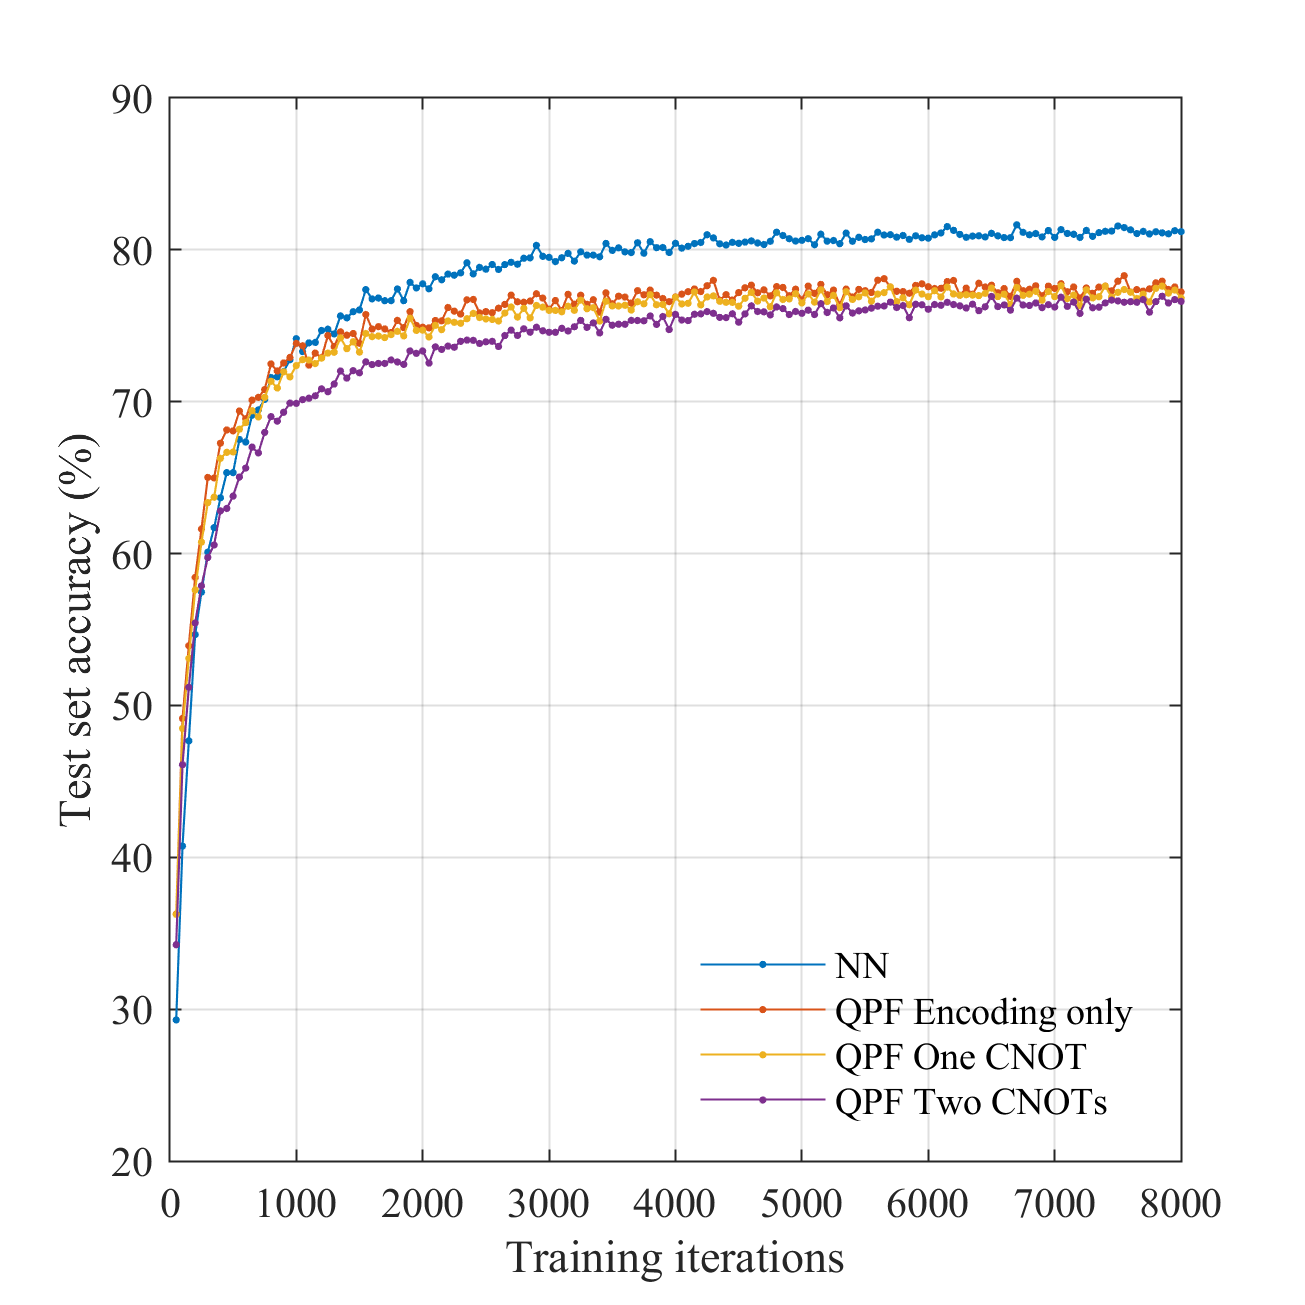 90
80
70
60
50
40
30
20
Test set accuracy (%)
NN
QPF Encoding only
QPF One CNOT
QPF Two CNOTs
0 1000 2000 3000 4000 5000 6000 7000 8000
Training iterations